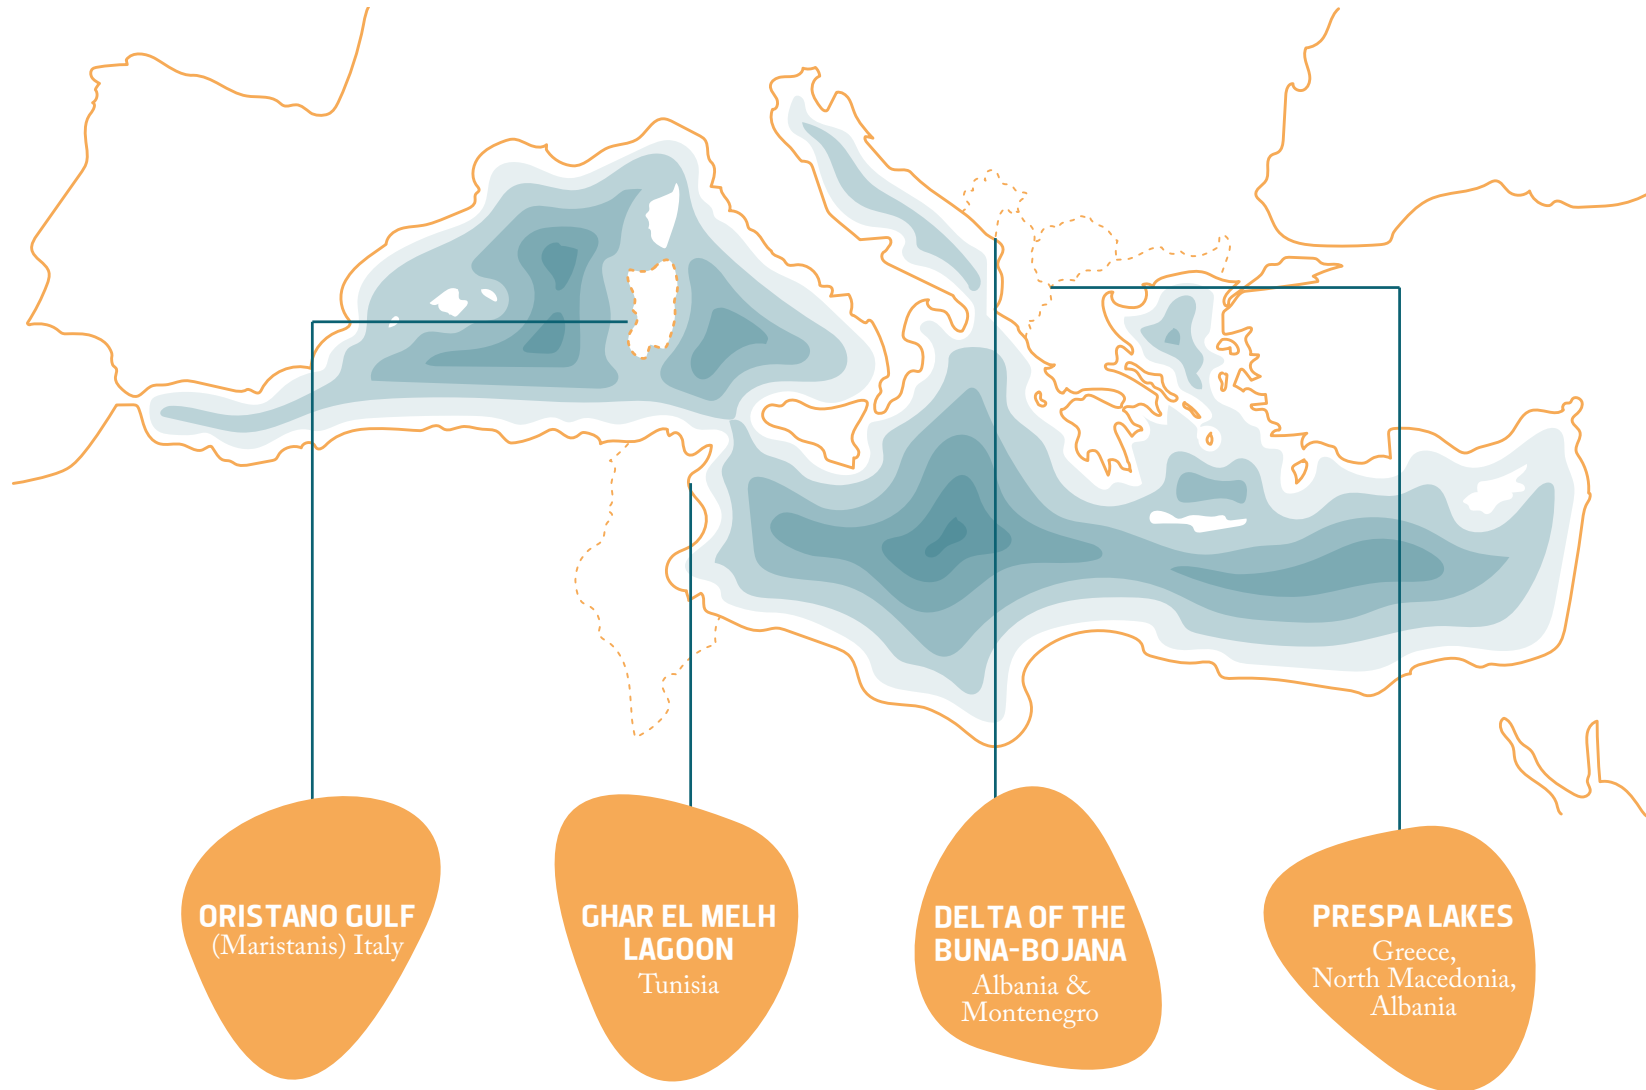 ORISTANO GULF
(Maristanis) Italy
GHAR EL MELH
LAGOON
Tunisia
DELTA OF THE
BUNA-BOJANA
Albania &
Montenegro
PRESPA LAKES
Greece,
North Macedonia,
Albania